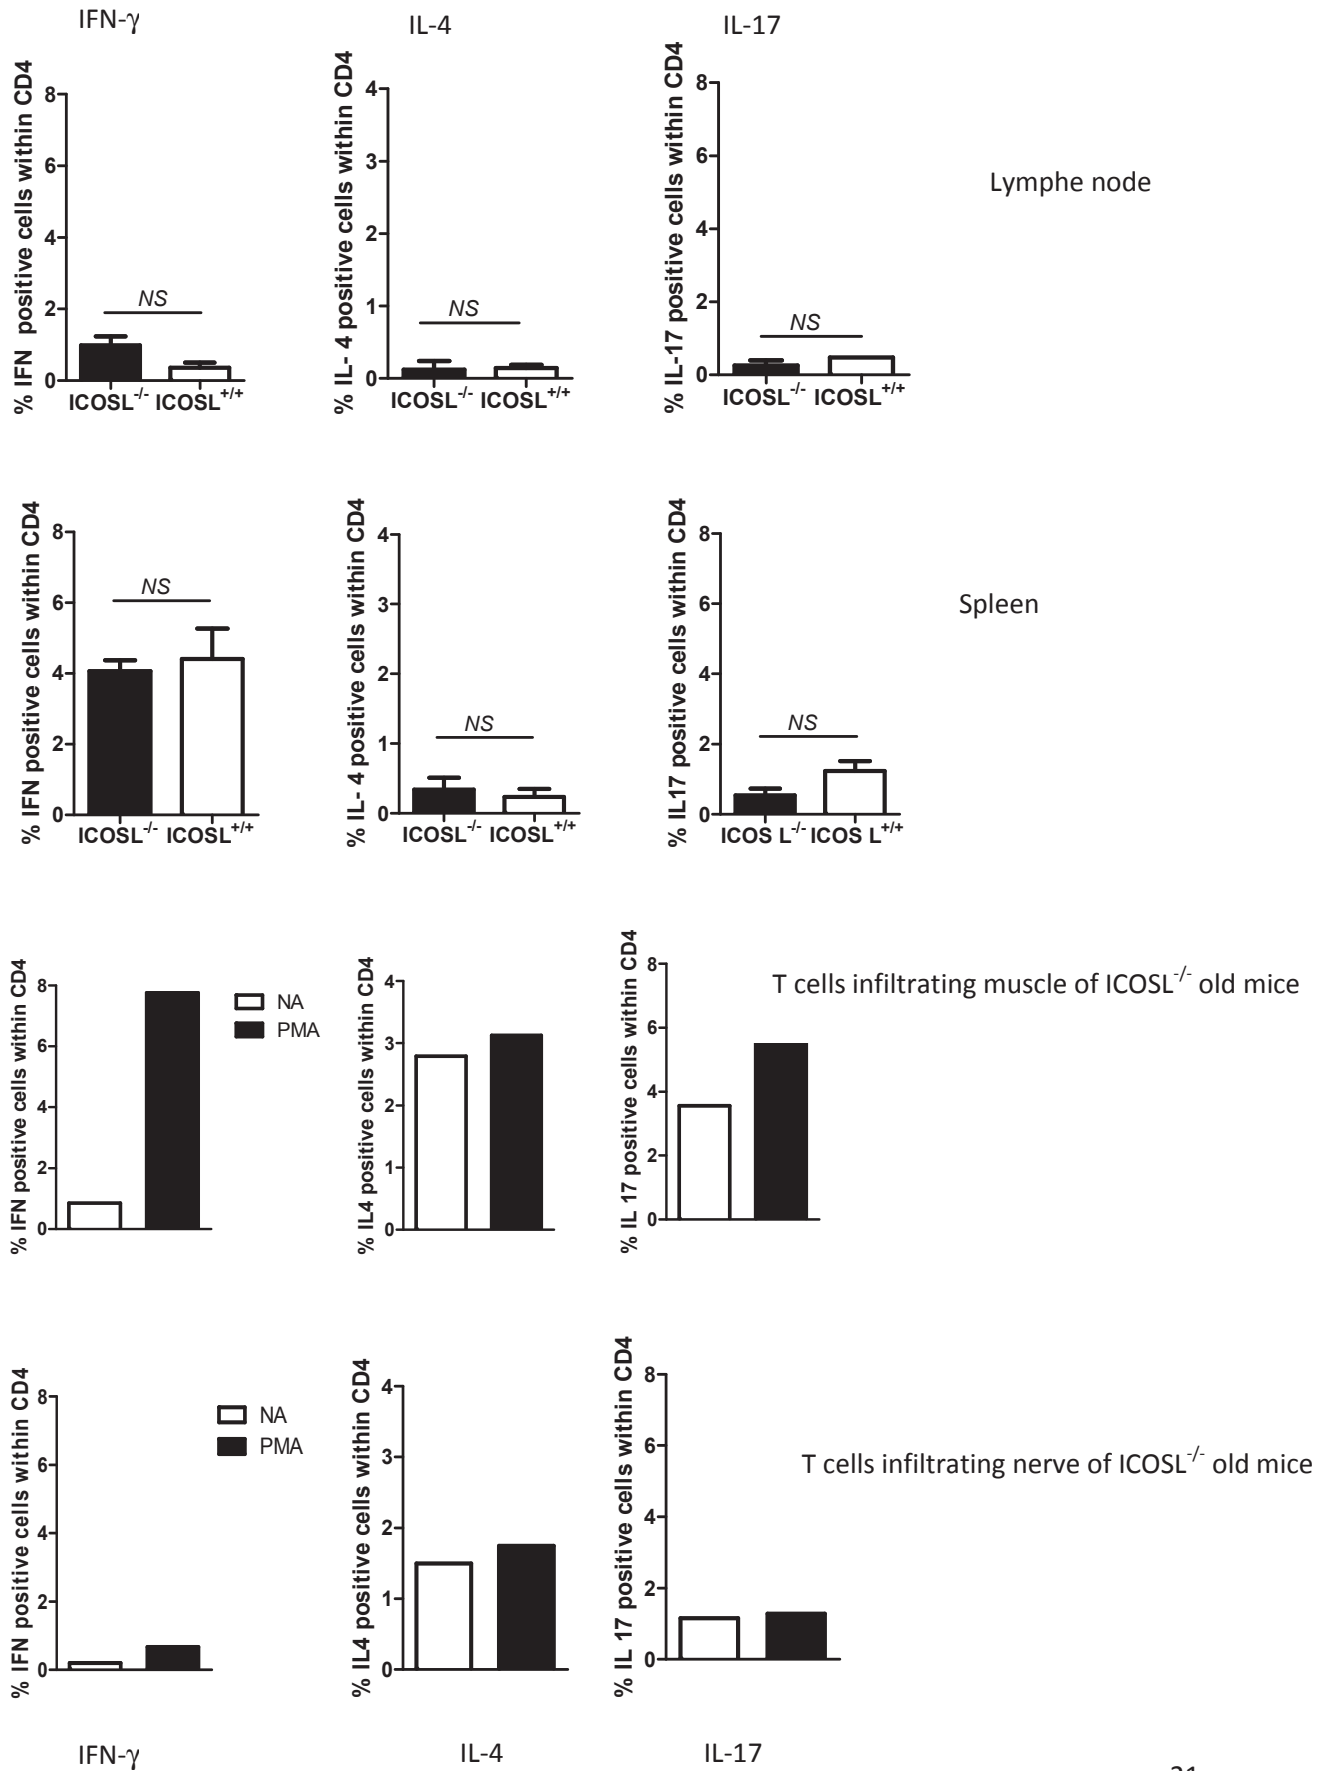 IFN-γ IL-4 IL-17
% IFN positive cells within CD4
8
6
4
2
0
NS
ICOSL-/- ICOSL+/+
% IL- 4 positive cells within CD4
4
3
2
1
0
NS
ICOSL-/- ICOSL+/+
% IL-17 positive cells within CD4
8
6
4
2
0
NS
ICOSL-/- ICOSL+/+
Lymphe node
% IFN positive cells within CD4
8
6
4
2
0
NS
ICOSL-/- ICOSL+/+
% IL- 4 positive cells within CD4
4
3
2
1
0
NS
ICOSL-/- ICOSL+/+
% IL17 positive cells within CD4
8
6
4
2
0
NS
ICOS L-/- ICOS L+/+
Spleen
% IFN positive cells within CD4
8
6
4
2
0
NA
PMA
% IL4 positive cells within CD4
4
3
2
1
0
% IL 17 positive cells within CD4
8
6
4
2
0
T cells infiltrating muscle of ICOSL-/- old mice
% IFN positive cells within CD4
8
6
4
2
0
NA
PMA
% IL4 positive cells within CD4
4
3
2
1
0
% IL 17 positive cells within CD4
8
6
4
2
0
T cells infiltrating nerve of ICOSL-/- old mice
IFN-γ IL-4 IL-17